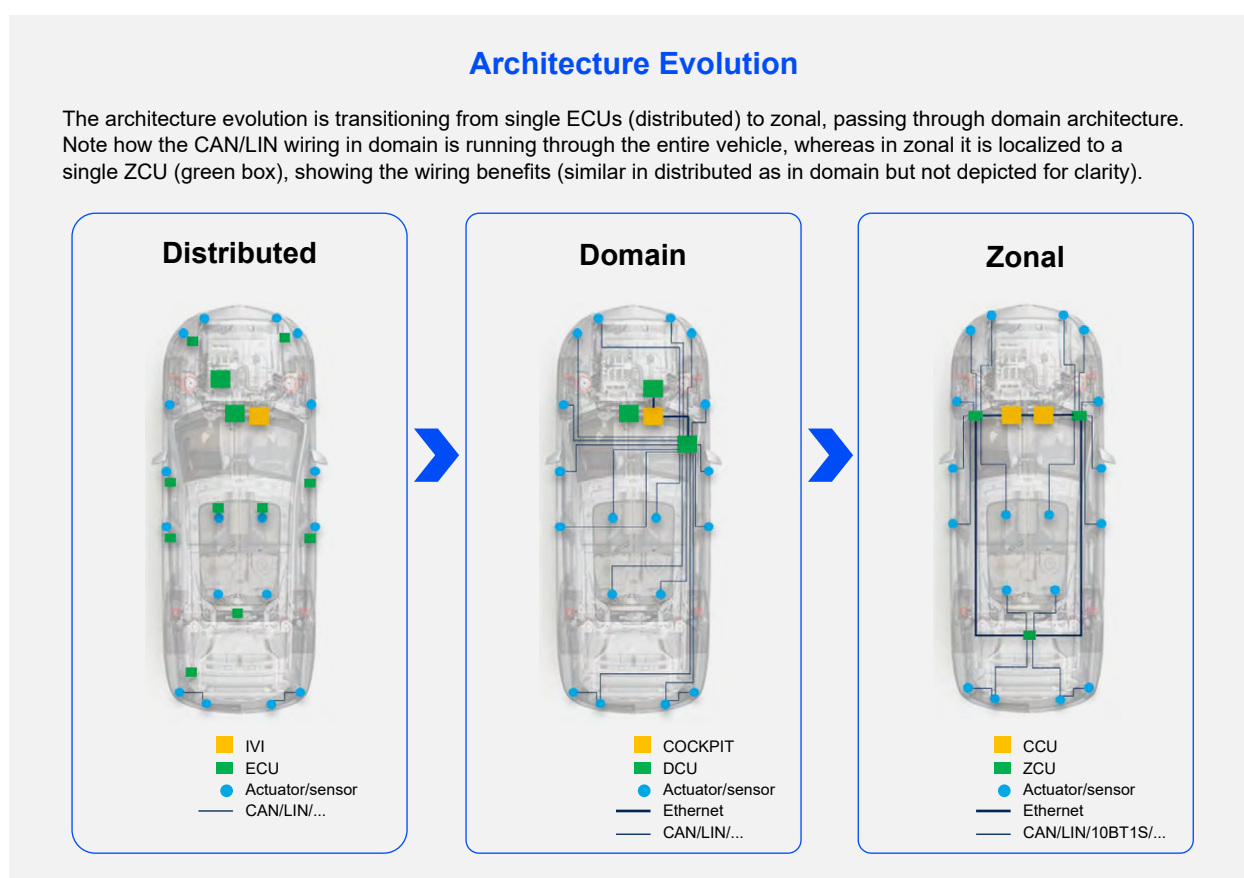 Architecture Evolution
The architecture evolution is transitioning from single ECUs (distributed) to zonal, passing through domain architecture.
Note how the CAN/LIN wiring in domain is running through the entire vehicle, whereas in zonal it is localized to a
single ZCU (green box), showing the wiring benefits (similar in distributed as in domain but not depicted for clarity).
Distributed
IVI
ECU
Actuator/sensor
CAN/LIN/...
Domain
COCKPIT
DCU
Actuator/sensor
Ethernet
CAN/LIN/...
Zonal
CCU
ZCU
Actuator/sensor
Ethernet
CAN/LIN/10BT1S/...